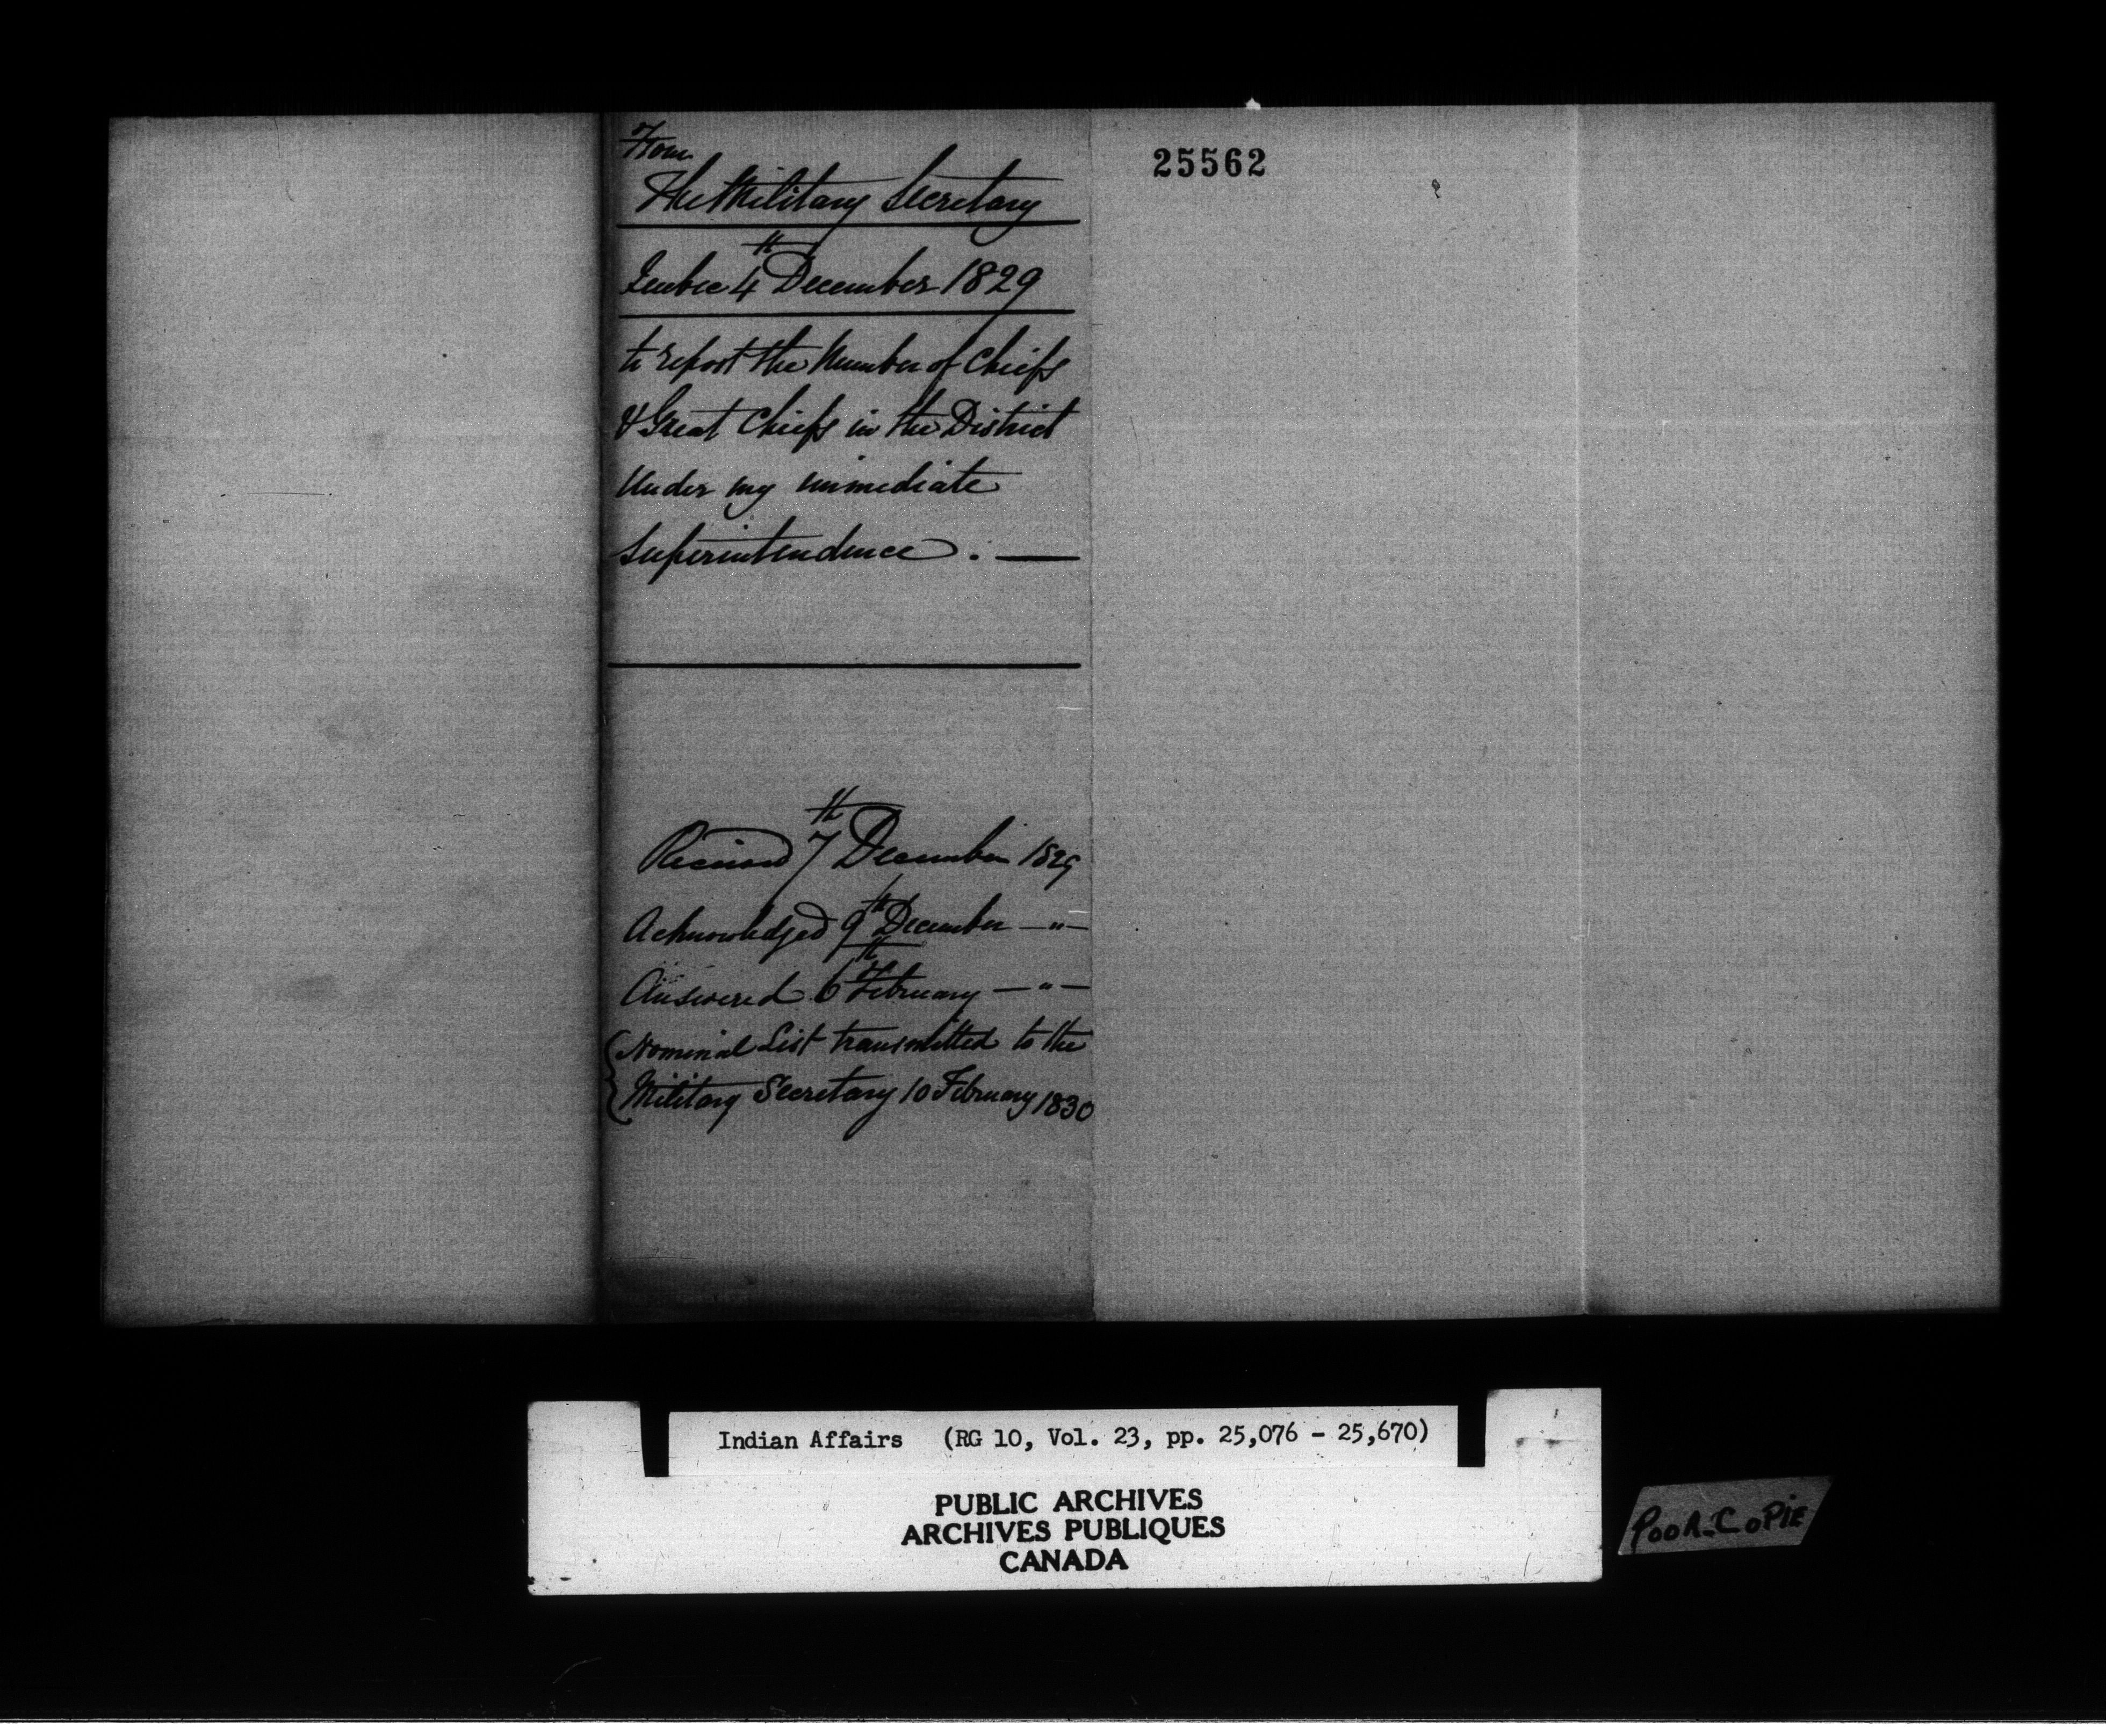 From
The Military Secretary
Quebec 4th December 1829
to report the Number of Chiefs
& Great Chiefs in the District
Under my immediate
Superintendence . —
Received 7th December 1829
Acknowledged 9th December —"—
Answered 6th February —"—
Nominal List transmitted to the
Military Secretary 10 February 1830
25562
Indian Affairs (RG 10, Vol. 23, pp. 25,076 - 25,670)
PUBLIC ARCHIVES
ARCHIVES PUBLIQUES
CANADA
POOR-COPIE